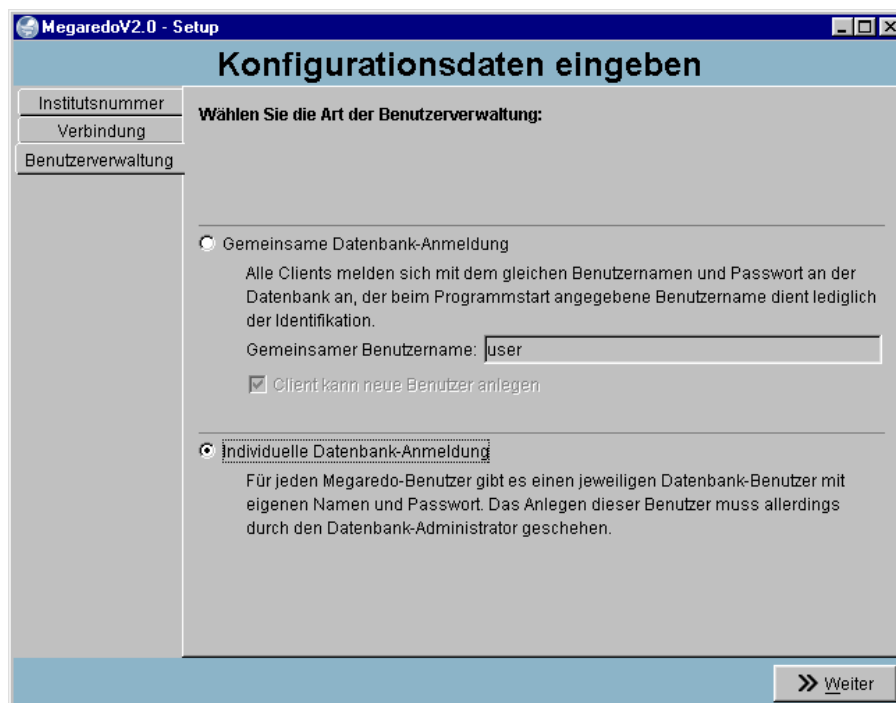 MegaredoV2.0 - Setup
Konfigurationsdaten eingeben
Institutsnummer
Verbindung
Benutzerverwaltung
Wählen Sie die Art der Benutzerverwaltung:
Gemeinsame Datenbank-Anmeldung
Alle Clients melden sich mit dem gleichen Benutzernamen und Passwort an der
Datenbank an, der beim Programmstart angegebene Benutzername dient lediglich
der Identifikation.
Gemeinsamer Benutzername: user
Client kann neue Benutzer anlegen
Individuelle Datenbank-Anmeldung
Für jeden Megaredo-Benutzer gibt es einen jeweiligen Datenbank-Benutzer mit
eigenen Namen und Passwort. Das Anlegen dieser Benutzer muss allerdings
durch den Datenbank-Administrator geschehen.
Weiter